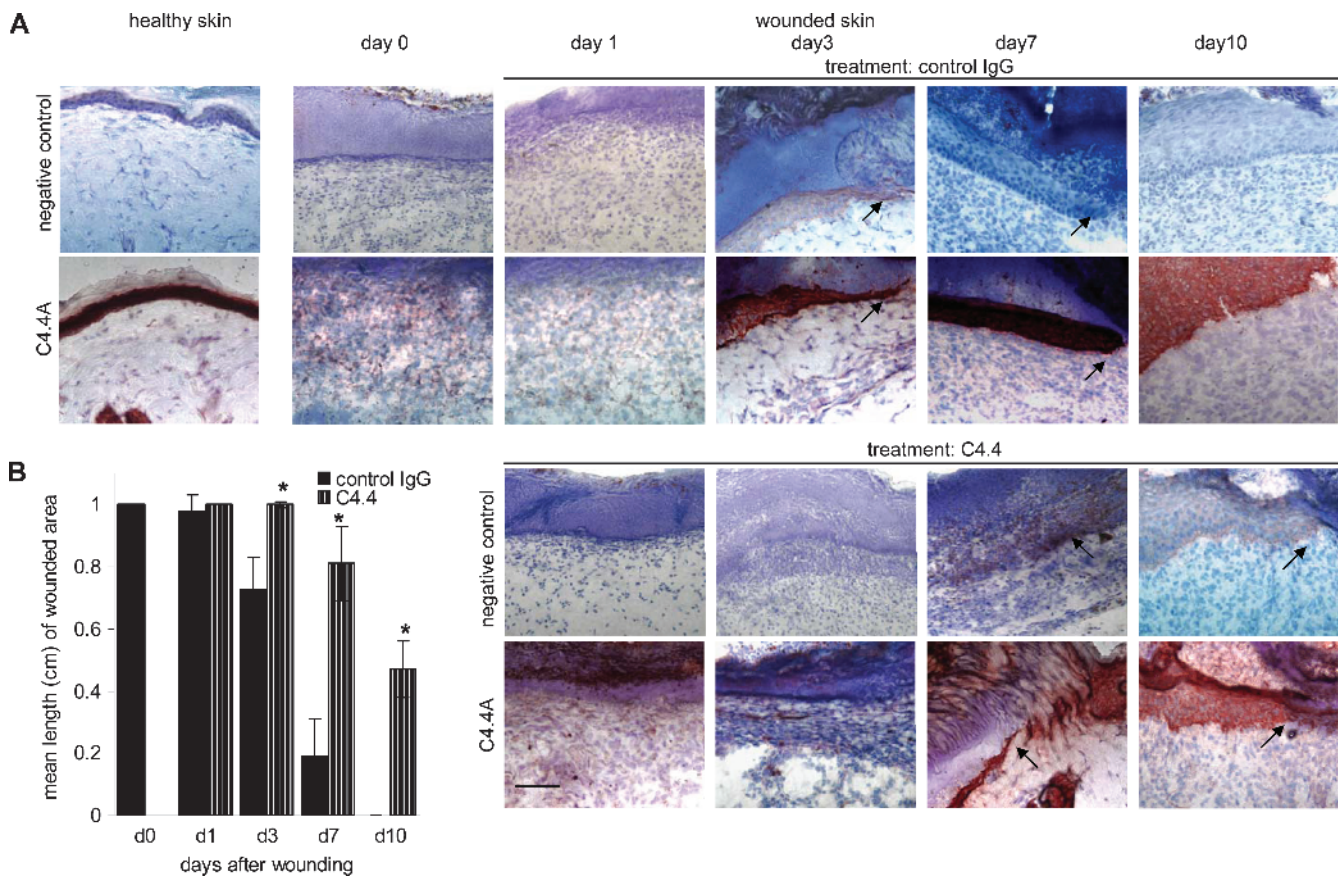 A
healthy skin
wounded skin
day 0
day 1
day3
day7
day10
treatment: control IgG
negative control
C4.4A
treatment: C4.4
negative control
C4.4A
B
control IgG
C4.4
*
*
*
mean length (cm) of wounded area
1
0.8
0.6
0.4
0.2
0
d0 d1 d3 d7 d10
days after wounding